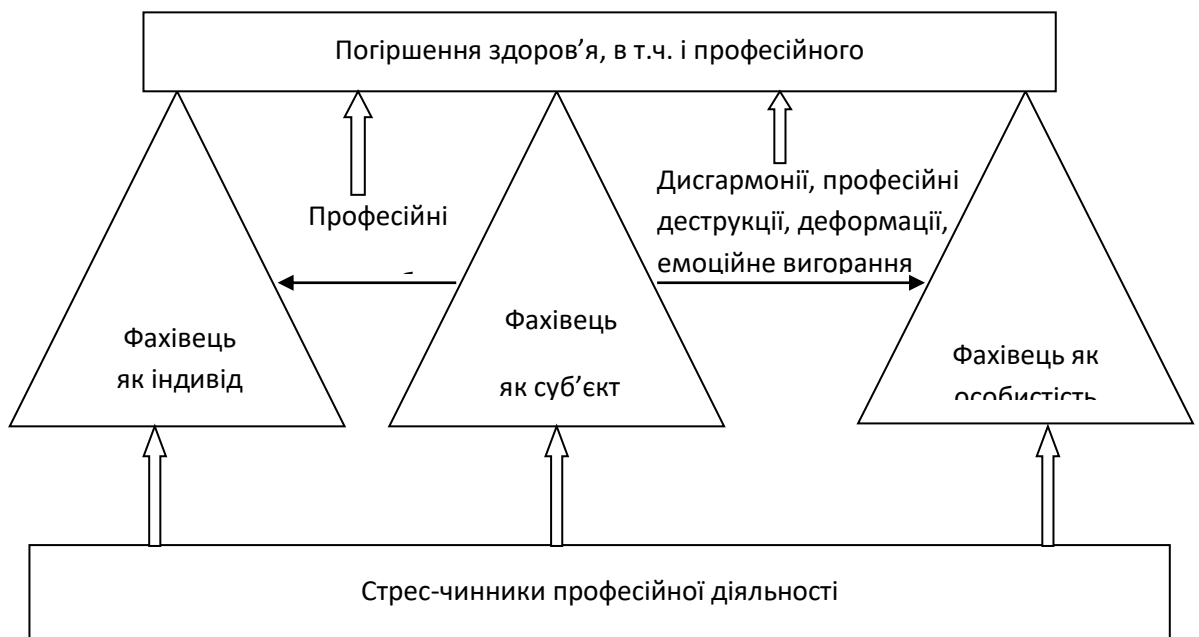 Погіршення здоров’я, в т.ч. і професійного
Професійні
Дисгармонії, професійні
деструкції, деформації,
емоційне вигорання
Фахівець
як індивід
Фахівець
як суб’єкт
Фахівець як
особистість
Стрес-чинники професійної діяльності